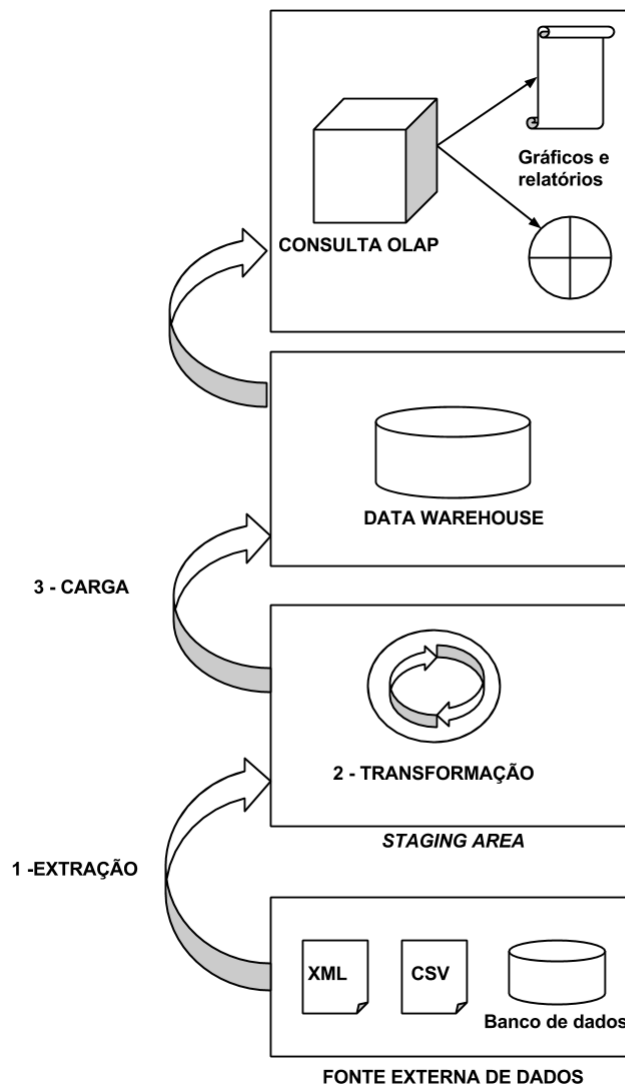 Gráficos e
relatórios
CONSULTA OLAP
DATA WAREHOUSE
3 - CARGA
2 - TRANSFORMAÇÃO
STAGING AREA
1 -EXTRAÇÃO
XML
CSV
Banco de dados
FONTE EXTERNA DE DADOS